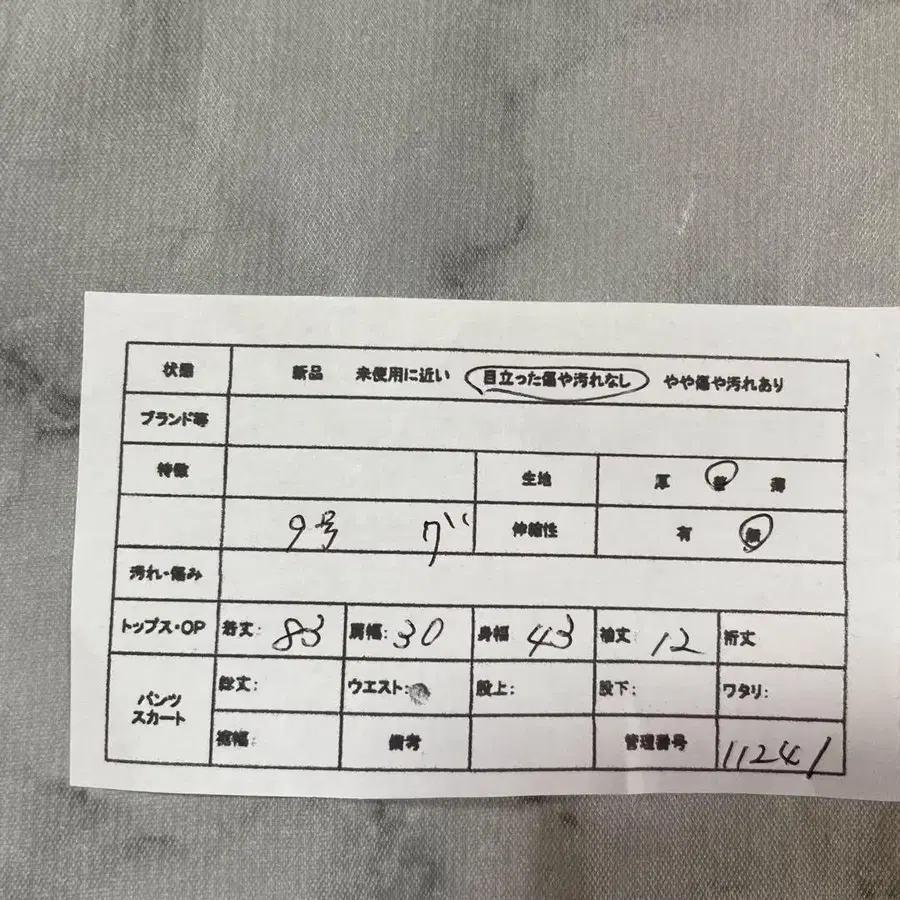 状態 新品 未使用に近い 目立った傷や汚れなし やや傷や汚れあり
ブランド等
特徴 生地 厚 普 薄
9号 グ 伸縮性 有 無
汚れ・傷み
トップス・OP 着丈: 83 肩幅: 30 身幅 43 袖丈 12 裄丈
パンツ スカート 総丈: ウエスト: 股上: 股下: ワタリ:
裾幅: 備考 管理番号 11241